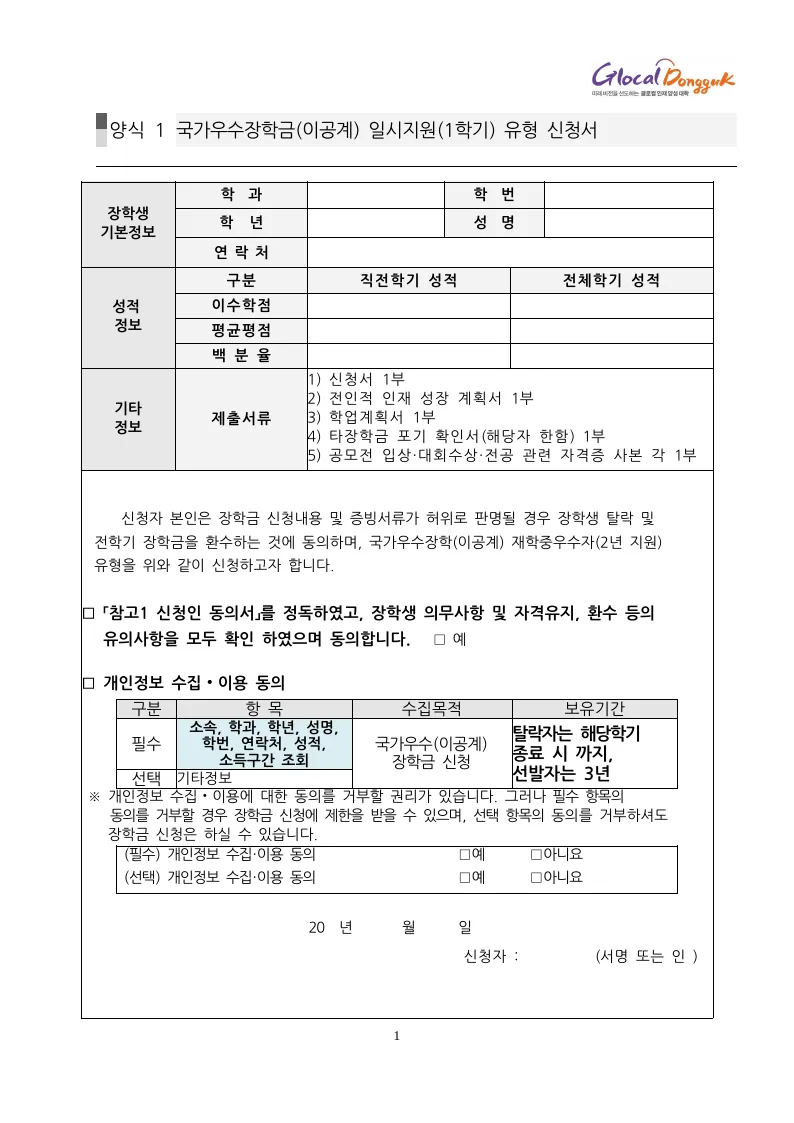 Glocal Dongguk
미래 비전을 선도하는 글로컬 인재 양성 대학
양식 1 국가우수장학금(이공계) 일시지원(1학기) 유형 신청서
장학생
기본정보
학 과
학 번
학 년
성 명
연 락 처
성적
정보
구분
직전학기 성적
전체학기 성적
이수학점
평균평점
백 분 율
기타
정보
제출서류
1) 신청서 1부
2) 전인적 인재 성장 계획서 1부
3) 학업계획서 1부
4) 타장학금 포기 확인서(해당자 한함) 1부
5) 공모전 입상·대회수상·전공 관련 자격증 사본 각 1부
신청자 본인은 장학금 신청내용 및 증빙서류가 허위로 판명될 경우 장학생 탈락 및
전학기 장학금을 환수하는 것에 동의하며, 국가우수장학(이공계) 재학중우수자(2년 지원)
유형을 위와 같이 신청하고자 합니다.
□ 「참고1 신청인 동의서」를 정독하였고, 장학생 의무사항 및 자격유지, 환수 등의
유의사항을 모두 확인 하였으며 동의합니다. □ 예
□ 개인정보 수집·이용 동의
구분
항 목
수집목적
보유기간
필수
소속, 학과, 학년, 성명,
학번, 연락처, 성적,
소득구간 조회
국가우수(이공계)
장학금 신청
탈락자는 해당학기
종료 시 까지,
선발자는 3년
선택
기타정보
※ 개인정보 수집·이용에 대한 동의를 거부할 권리가 있습니다. 그러나 필수 항목의
동의를 거부할 경우 장학금 신청에 제한을 받을 수 있으며, 선택 항목의 동의를 거부하셔도
장학금 신청은 하실 수 있습니다.
(필수) 개인정보 수집·이용 동의 □예 □아니요
(선택) 개인정보 수집·이용 동의 □예 □아니요
20 년 월 일
신청자 : (서명 또는 인 )
1